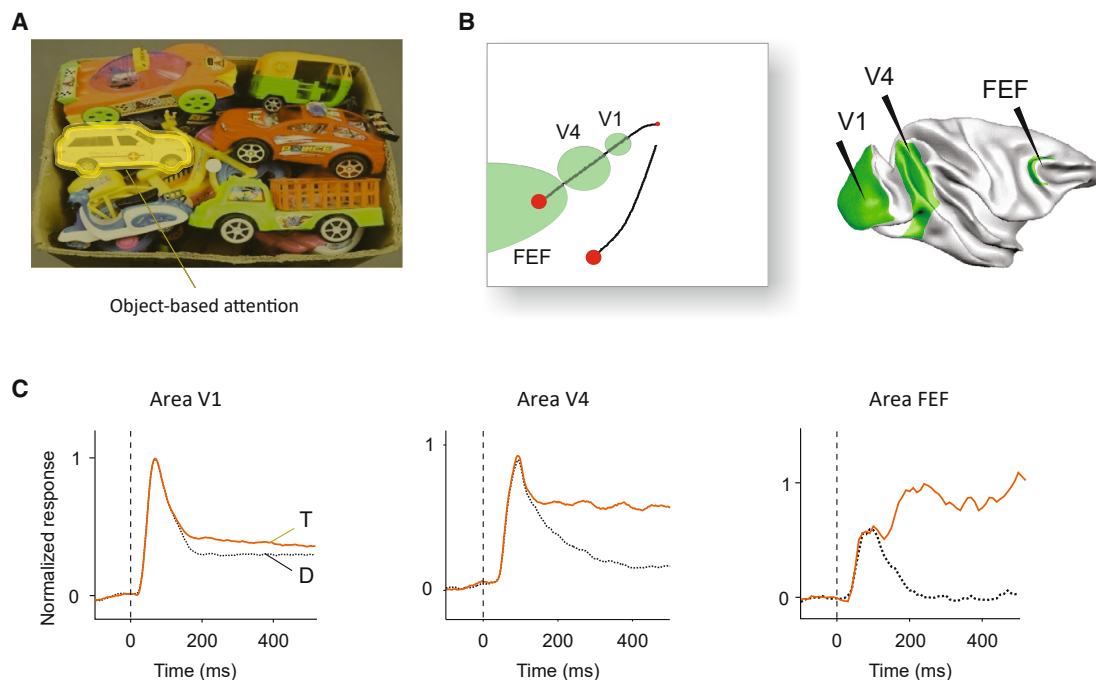 A
Object-based attention
B
V1
V4
FEF
V4
FEF
V1
C
Area V1
Area V4
Area FEF
Normalized response
1
0
T
D
0
200
400
Time (ms)
1
0
0
200
400
Time (ms)
1
0
0
200
400
Time (ms)